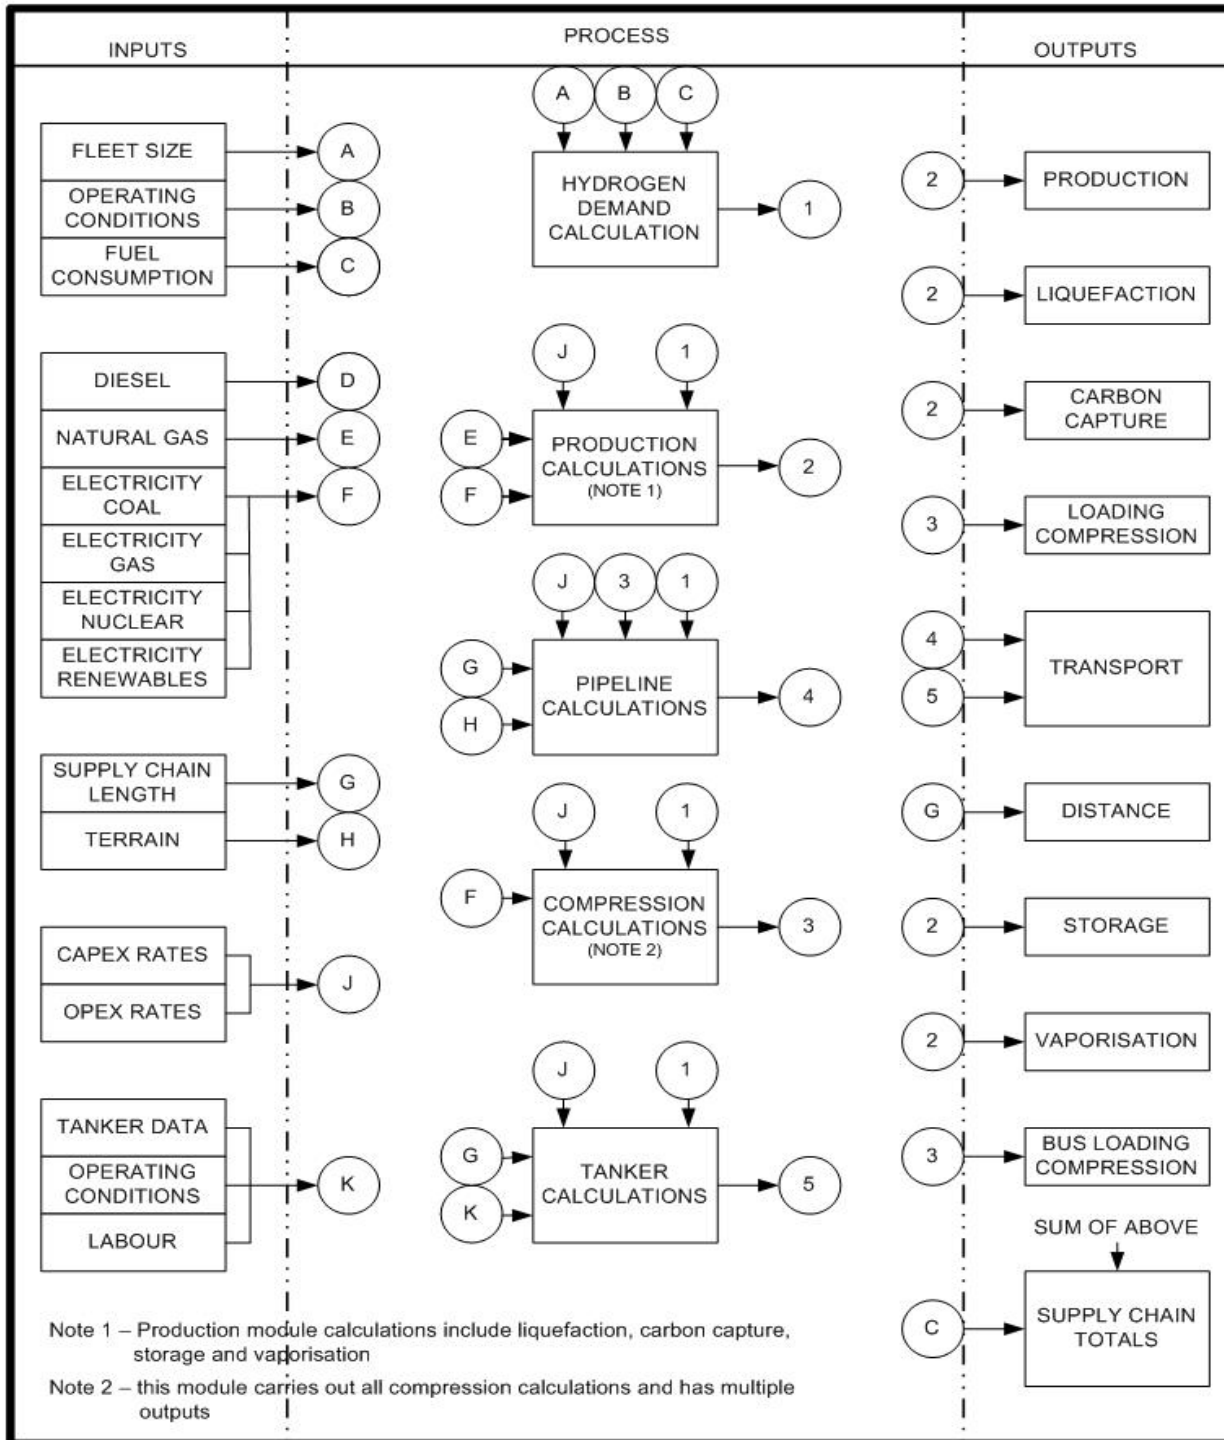 INPUTS
PROCESS
OUTPUTS
FLEET SIZE
OPERATING
CONDITIONS
FUEL
CONSUMPTION
A
B
C
DIESEL
NATURAL GAS
ELECTRICITY
COAL
ELECTRICITY
GAS
ELECTRICITY
NUCLEAR
ELECTRICITY
RENEWABLES
D
E
F
SUPPLY CHAIN
LENGTH
TERRAIN
G
H
CAPEX RATES
OPEX RATES
J
TANKER DATA
OPERATING
CONDITIONS
LABOUR
K
A B C
HYDROGEN
DEMAND
CALCULATION
1
J 1
E
F
PRODUCTION
CALCULATIONS
(NOTE 1)
2
J 3 1
G
H
PIPELINE
CALCULATIONS
4
J 1
F
COMPRESSION
CALCULATIONS
(NOTE 2)
3
J 1
G
K
TANKER
CALCULATIONS
5
2 PRODUCTION
2 LIQUEFACTION
2
CARBON
CAPTURE
3
LOADING
COMPRESSION
4
5
TRANSPORT
G DISTANCE
2 STORAGE
2 VAPORISATION
3
BUS LOADING
COMPRESSION
SUM OF ABOVE
C
SUPPLY CHAIN
TOTALS
Note 1 – Production module calculations include liquefaction, carbon capture,
storage and vaporisation
Note 2 – this module carries out all compression calculations and has multiple
outputs